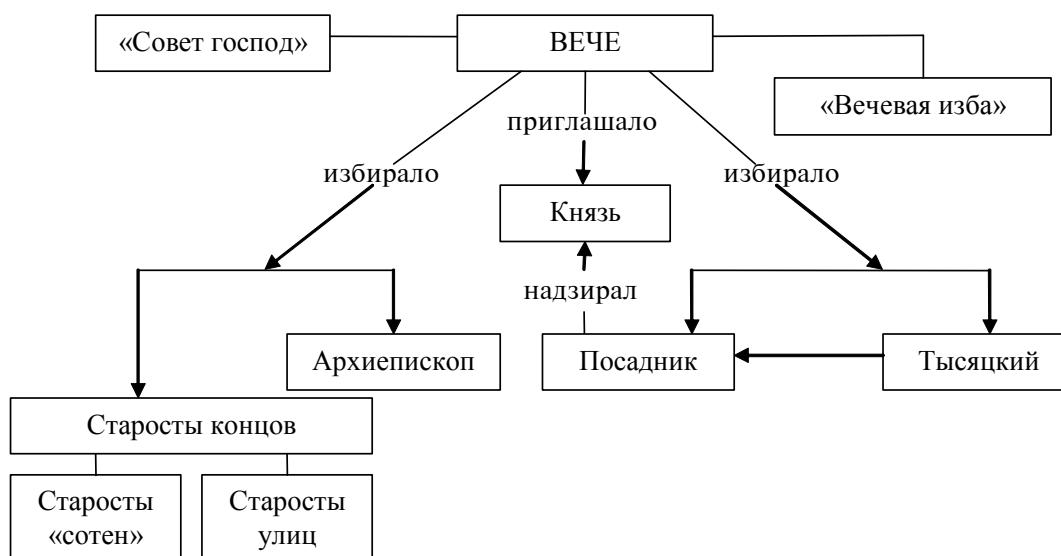 «Совет господ»
ВЕЧЕ
«Вечевая изба»
приглашало
избирало
избирало
Князь
надзирал
Архиепископ
Посадник
Тысяцкий
Старосты концов
Старосты
«сотен»
Старосты
улиц